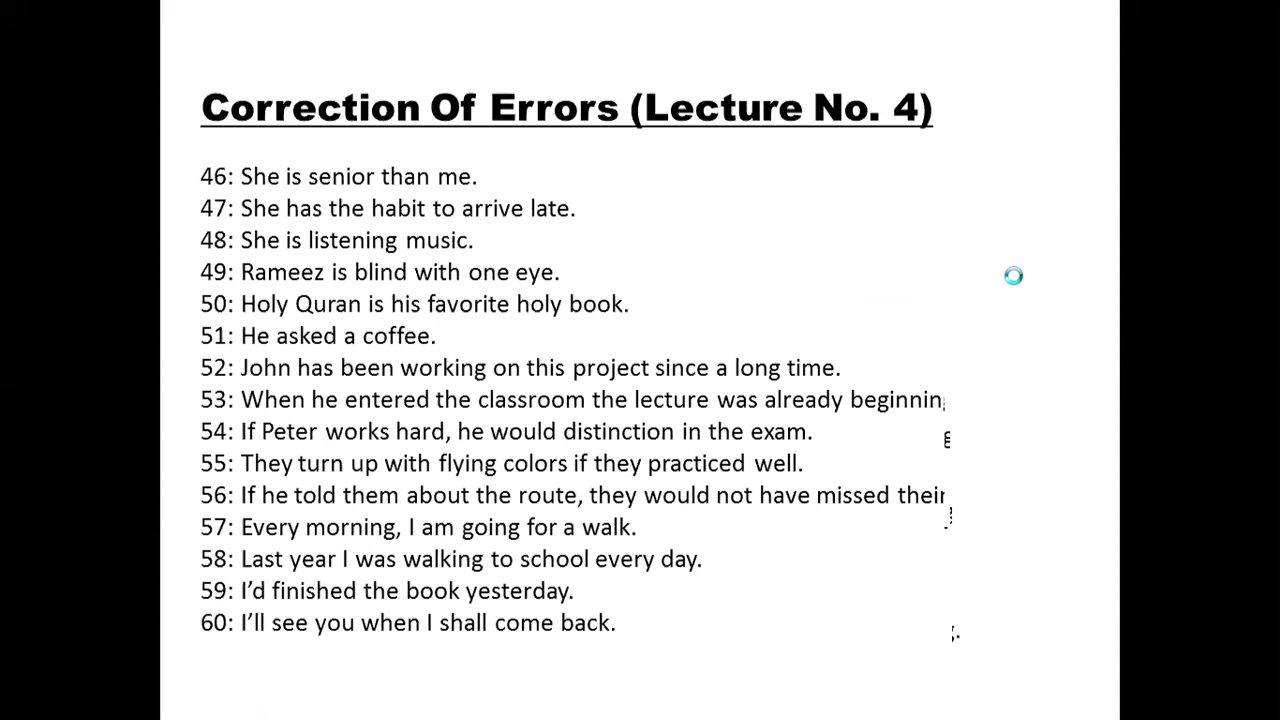 Correction Of Errors (Lecture No. 4)
46: She is senior than me.
47: She has the habit to arrive late.
48: She is listening music.
49: Rameez is blind with one eye.
50: Holy Quran is his favorite holy book.
51: He asked a coffee.
52: John has been working on this project since a long time.
53: When he entered the classroom the lecture was already
54: If Peter works hard, he would distinction in the exam.
55: They turn up with flying colors if they practiced well.
56: If he told them about the route, they would not have missed their
57: Every morning, I am going for a walk.
58: Last year I was walking to school every day.
59: I’d finished the book yesterday.
60: I’ll see you when I shall come back.